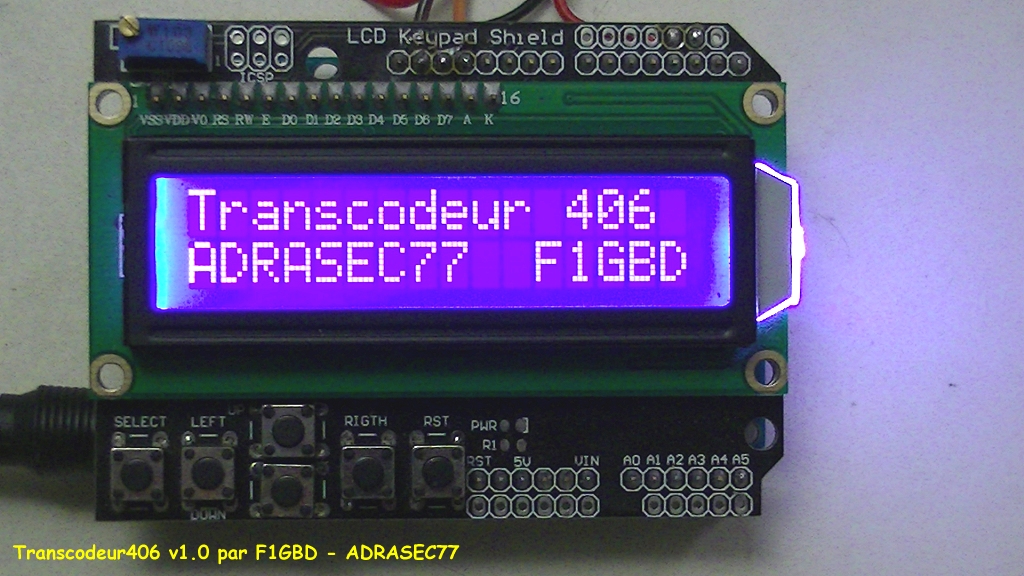 LCD Keypad Shield
ICSP
1 16
VSS VDD VO RS RW E D0 D1 D2 D3 D4 D5 D6 D7 A K
Transcodeur 406
ADRASEC77 F1GBD
SELECT LEFT UP RIGTH RST
PWR
R1
RST 5V VIN A0 A1 A2 A3 A4 A5
DOWN
Transcodeur406 v1.0 par F1GBD - ADRASEC77